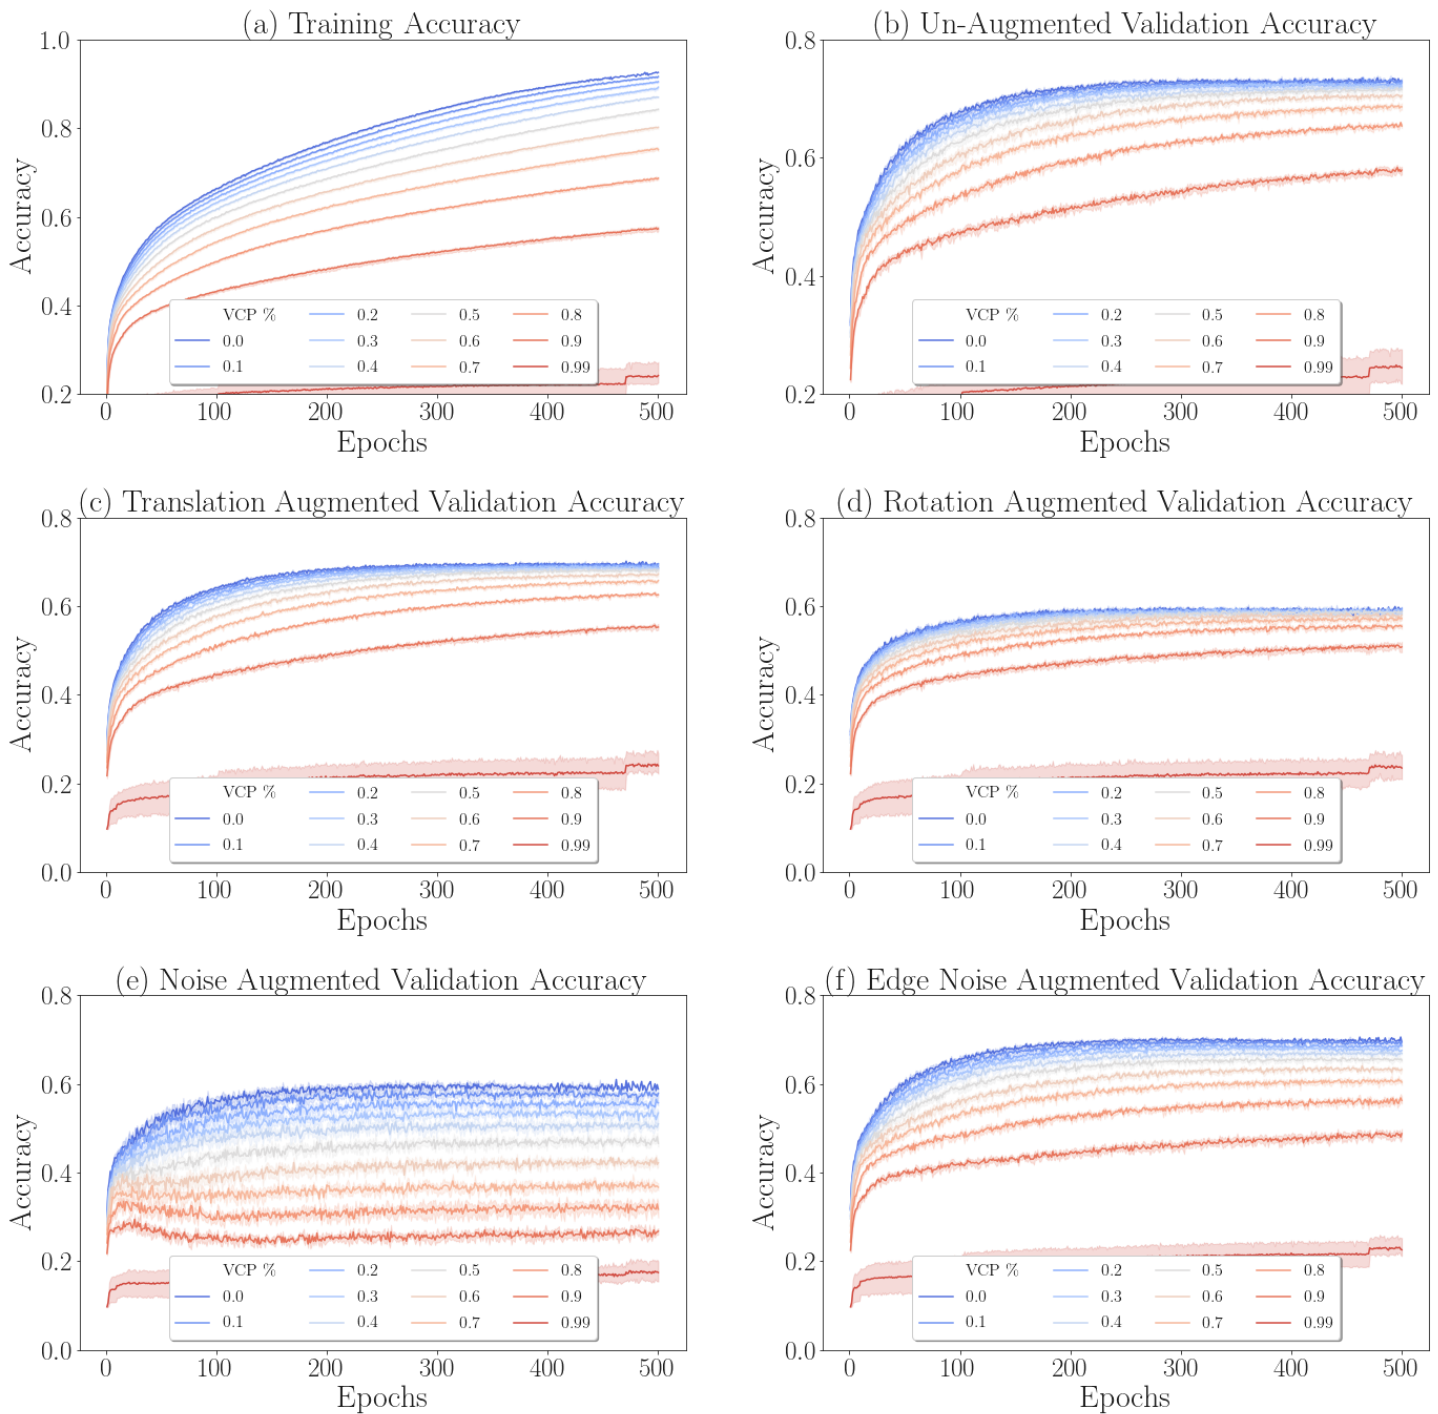 (a) Training Accuracy
Accuracy
1.0
0.8
0.6
0.4
0.2
VCP % 0.2 0.5 0.8
0.0 0.3 0.6 0.9
0.1 0.4 0.7 0.99
0 100 200 300 400 500
Epochs
(b) Un-Augmented Validation Accuracy
Accuracy
0.8
0.6
0.4
0.2
VCP % 0.2 0.5 0.8
0.0 0.3 0.6 0.9
0.1 0.4 0.7 0.99
0 100 200 300 400 500
Epochs
(c) Translation Augmented Validation Accuracy
Accuracy
0.8
0.6
0.4
0.2
0.0
VCP % 0.2 0.5 0.8
0.0 0.3 0.6 0.9
0.1 0.4 0.7 0.99
0 100 200 300 400 500
Epochs
(d) Rotation Augmented Validation Accuracy
Accuracy
0.8
0.6
0.4
0.2
0.0
VCP % 0.2 0.5 0.8
0.0 0.3 0.6 0.9
0.1 0.4 0.7 0.99
0 100 200 300 400 500
Epochs
(e) Noise Augmented Validation Accuracy
Accuracy
0.8
0.6
0.4
0.2
0.0
VCP % 0.2 0.5 0.8
0.0 0.3 0.6 0.9
0.1 0.4 0.7 0.99
0 100 200 300 400 500
Epochs
(f) Edge Noise Augmented Validation Accuracy
Accuracy
0.8
0.6
0.4
0.2
0.0
VCP % 0.2 0.5 0.8
0.0 0.3 0.6 0.9
0.1 0.4 0.7 0.99
0 100 200 300 400 500
Epochs